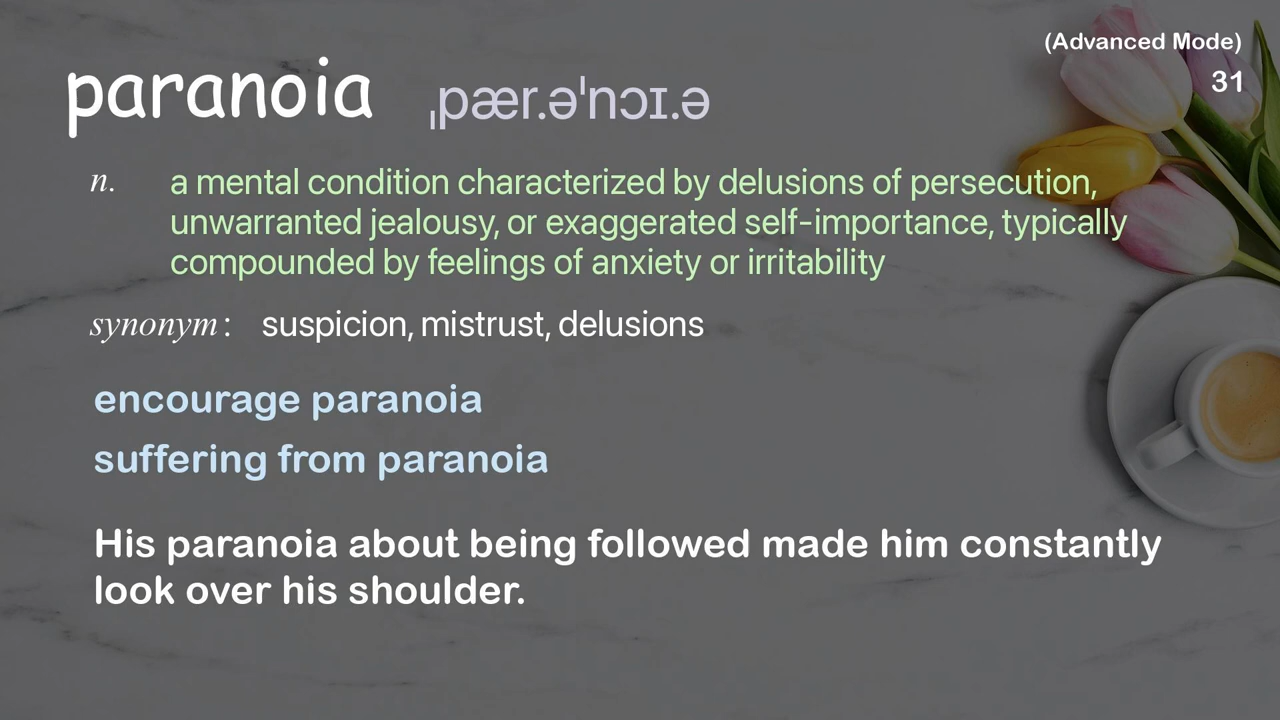 (Advanced Mode)
31
paranoia ˌpær.əˈnɔɪ.ə
n. a mental condition characterized by delusions of persecution,
unwarranted jealousy, or exaggerated self-importance, typically
compounded by feelings of anxiety or irritability
synonym: suspicion, mistrust, delusions
encourage paranoia
suffering from paranoia
His paranoia about being followed made him constantly
look over his shoulder.